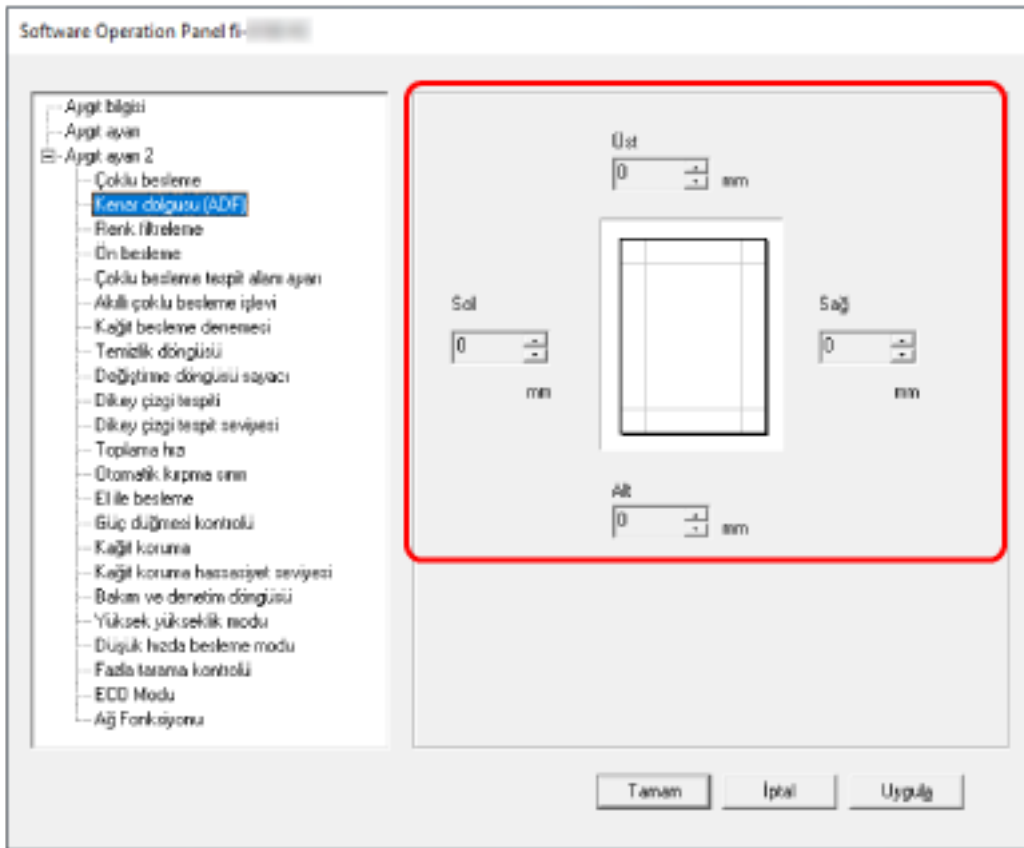 Software Operation Panel fi-
Aygıt bilgisi
Aygıt ayarı
Aygıt ayarı 2
Çoklu besleme
Kenar dolgusu (ADF)
Renk filtreleme
Ön besleme
Çoklu besleme tespit alanı ayarı
Akıllı çoklu besleme işlevi
Kağıt besleme denemesi
Temizlik döngüsü
Değiştirme döngüsü sayacı
Dikey çizgi tespiti
Dikey çizgi tespit seviyesi
Toplama hızı
Otomatik kırpma sınırı
El ile besleme
Güç düğmesi kontrolü
Kağıt koruma
Kağıt koruma hassasiyet seviyesi
Bakım ve denetim döngüsü
Yüksek yükseklik modu
Düşük hızda besleme modu
Fazla tarama kontrolü
ECO Modu
Ağ Fonksiyonu
Üst
0 mm
Sol
0
mm
Sağ
0
mm
Alt
0 mm
Tamam İptal Uygula